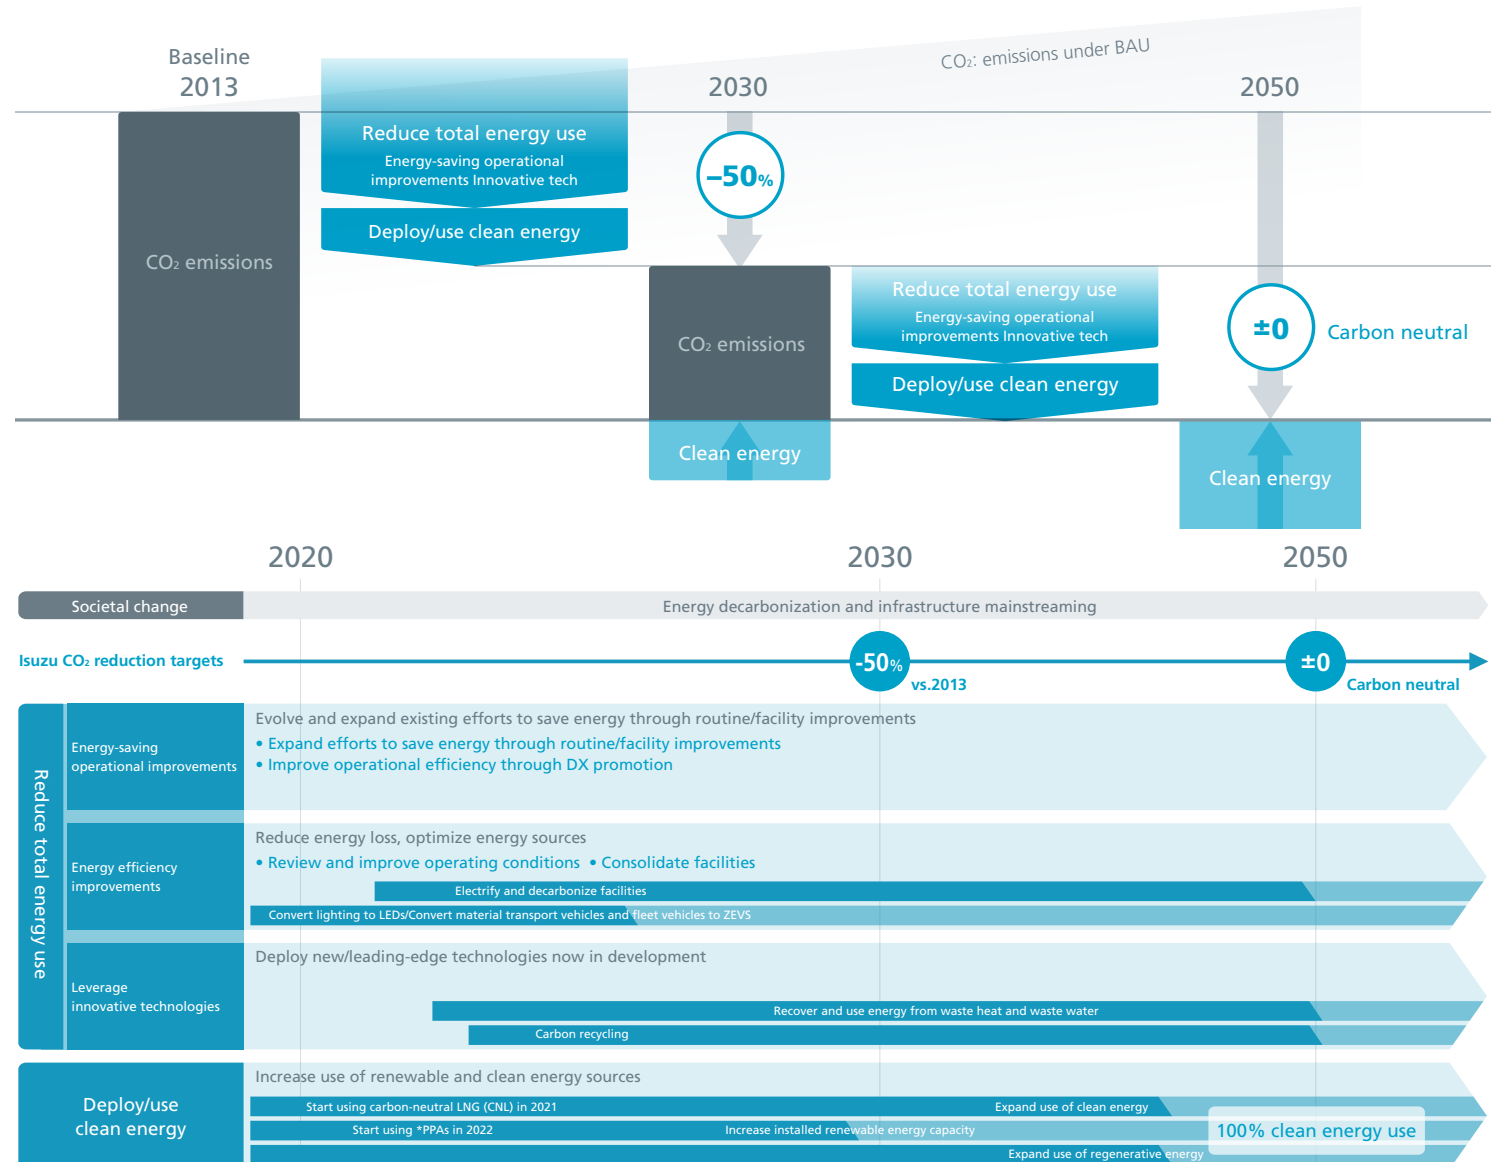 Baseline
2013
2030
2050
CO2: emissions under BAU
Reduce total energy use
Energy-saving operational
improvements Innovative tech
Deploy/use clean energy
–50%
CO2 emissions
CO2 emissions
Reduce total energy use
Energy-saving operational
improvements Innovative tech
Deploy/use clean energy
±0
Carbon neutral
Clean energy
Clean energy
2020
2030
2050
Societal change
Energy decarbonization and infrastructure mainstreaming
Isuzu CO2 reduction targets
-50%
vs.2013
±0
Carbon neutral
Reduce total energy use
Energy-saving
operational improvements
Evolve and expand existing efforts to save energy through routine/facility improvements
• Expand efforts to save energy through routine/facility improvements
• Improve operational efficiency through DX promotion
Energy efficiency
improvements
Reduce energy loss, optimize energy sources
• Review and improve operating conditions • Consolidate facilities
Electrify and decarbonize facilities
Convert lighting to LEDs/Convert material transport vehicles and fleet vehicles to ZEVS
Leverage
innovative technologies
Deploy new/leading-edge technologies now in development
Recover and use energy from waste heat and waste water
Carbon recycling
Deploy/use
clean energy
Increase use of renewable and clean energy sources
Start using carbon-neutral LNG (CNL) in 2021
Expand use of clean energy
Start using *PPAs in 2022
Increase installed renewable energy capacity
100% clean energy use
Expand use of regenerative energy